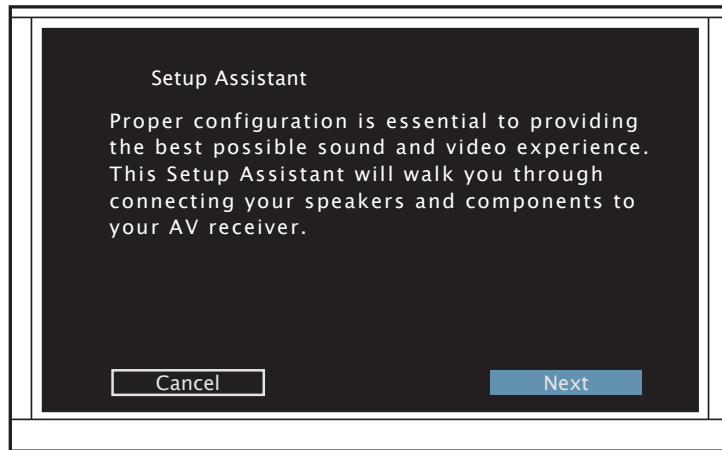 Setup Assistant
Proper configuration is essential to providing
the best possible sound and video experience.
This Setup Assistant will walk you through
connecting your speakers and components to
your AV receiver.
Cancel
Next